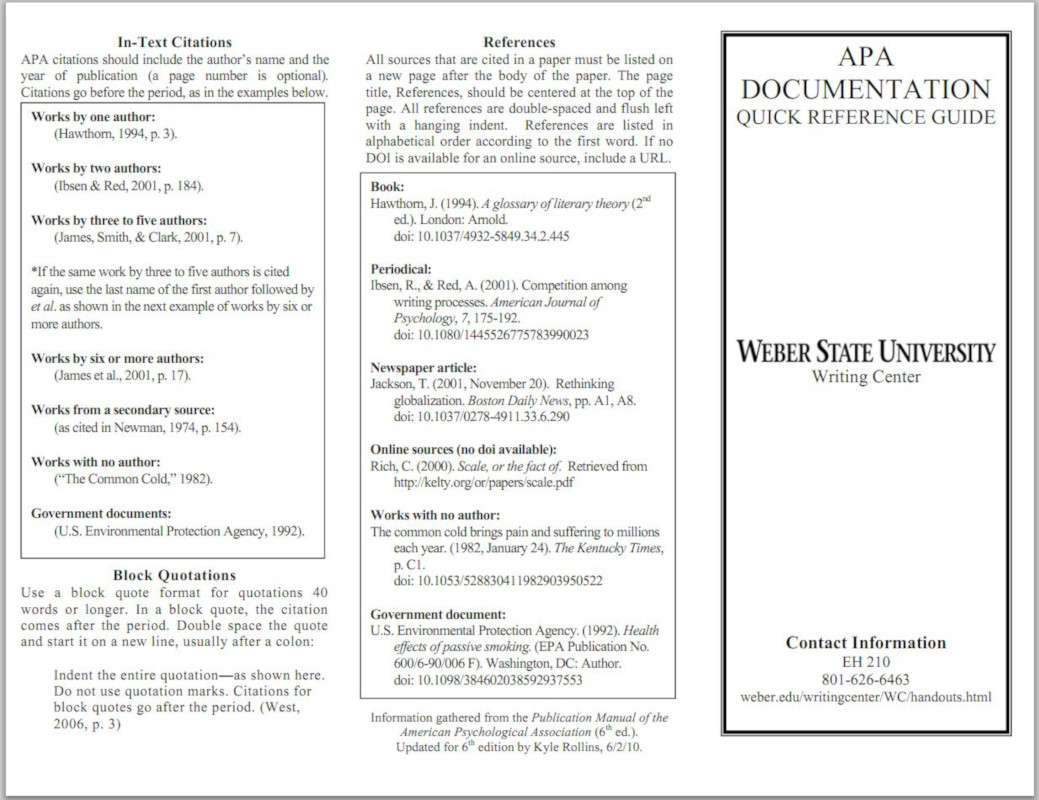 In-Text Citations
APA citations should include the author's name and the
year of publication (a page number is optional).
Citations go before the period, as in the examples below.
Works by one author:
(Hawthorn, 1994, p. 3).
Works by two authors:
(Ibsen & Red, 2001, p. 184).
Works by three to five authors:
(James, Smith, & Clark, 2001, p. 7).
*If the same work by three to five authors is cited
again, use the last name of the first author followed by
et al. as shown in the next example of works by six or
more authors.
Works by six or more authors:
(James et al., 2001, p. 17).
Works from a secondary source:
(as cited in Newman, 1974, p. 154).
Works with no author:
("The Common Cold," 1982).
Government documents:
(U.S. Environmental Protection Agency, 1992).
Block Quotations
Use a block quote format for quotations 40
words or longer. In a block quote, the citation
comes after the period. Double space the quote
and start it on a new line, usually after a colon:
Indent the entire quotation—as shown here.
Do not use quotation marks. Citations for
block quotes go after the period. (West,
2006, p. 3)
References
All sources that are cited in a paper must be listed on
a new page after the body of the paper. The page
title, References, should be centered at the top of the
page. All references are double-spaced and flush left
with a hanging indent. References are listed in
alphabetical order according to the first word. If no
DOI is available for an online source, include a URL.
Book:
Hawthorn, J. (1994). A glossary of literary theory (2nd
ed.). London: Arnold.
doi: 10.1037/4932-5849.34.2.445
Periodical:
Ibsen, R., & Red, A. (2001). Competition among
writing processes. American Journal of
Psychology, 7, 175-192.
doi: 10.1080/1445526775783990023
Newspaper article:
Jackson, T. (2001, November 20). Rethinking
globalization. Boston Daily News, pp. A1, A8.
doi: 10.1037/0278-4911.33.6.290
Online sources (no doi available):
Rich, C. (2000). Scale, or the fact of. Retrieved from
http://kelty.org/or/papers/scale.pdf
Works with no author:
The common cold brings pain and suffering to millions
each year. (1982, January 24). The Kentucky Times,
p. C1.
doi: 10.1053/528830411982903950522
Government document:
U.S. Environmental Protection Agency. (1992). Health
effects of passive smoking. (EPA Publication No.
600/6-90/006 F). Washington, DC: Author.
doi: 10.1098/384602038592937553
Information gathered from the Publication Manual of the
American Psychological Association (6th ed.).
Updated for 6th edition by Kyle Rollins, 6/2/10.
APA
DOCUMENTATION
QUICK REFERENCE GUIDE
WEBER STATE UNIVERSITY
Writing Center
Contact Information
EH 210
801-626-6463
weber.edu/writingcenter/WC/handouts.html